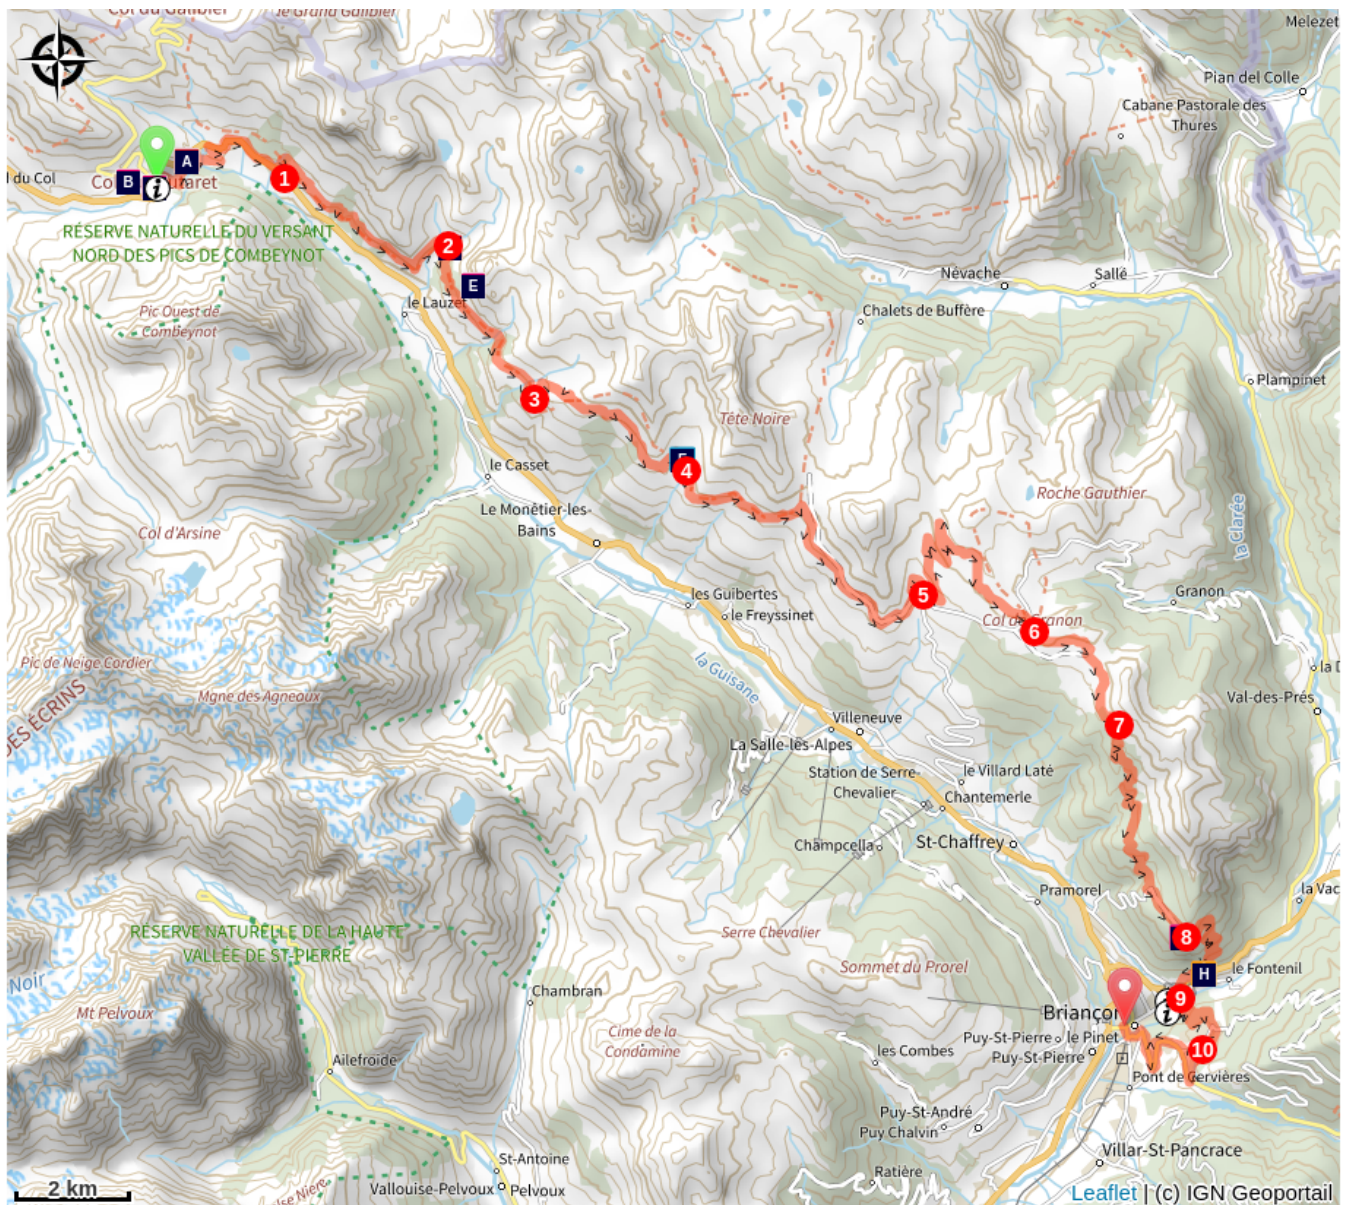 Col du Galibier
le Grand Galibier
Melezet
Pian del Colle
Cabane Pastorale des
Thures
A
B
i
1
RÉSERVE NATURELLE DU VERSANT
NORD DES PICS DE COMBEYNOT
2
E
Névache
Sallé
le Lauzet
Pic Ouest de
Combeynot
Chalets de Buffère
Plampinet
3
Tête Noire
4
le Casset
Roche Gauthier
Le Monêtier-les-
Bains
Col d'Arsine
la Clarée
les Guibertes
le Freyssinet
5
Granon
6
Pic de Neige Cordier
DES ÉCRINS
Mgne des Agneaux
la Guisane
Val-des-Prés
7
Villeneuve
La Salle-les-Alpes
Station de Serre-
Chevalier
le Villard Laté
Chantemerle
Champcella
St-Chaffrey
Pramorel
la Vac
RÉSERVE NATURELLE DE LA HAUTE
VALLÉE DE ST-PIERRE
Serre Chevalier
8
Sommet du Prorel
H
le Fontenil
Noir
Mt Pelvoux
Chambran
9
i
Briançon
Cime de la
Condamine
Puy-St-Pierre
le Pinet
Puy-St-Pierre
10
les Combes
Ailefroide
Pont de Cervières
Puy-St-André
Puy Chalvin
St-Antoine
Villar-St-Pancrace
Ratière
Vallouise-Pelvoux
Pelvoux
2 km
Leaflet | (c) IGN Geoportail